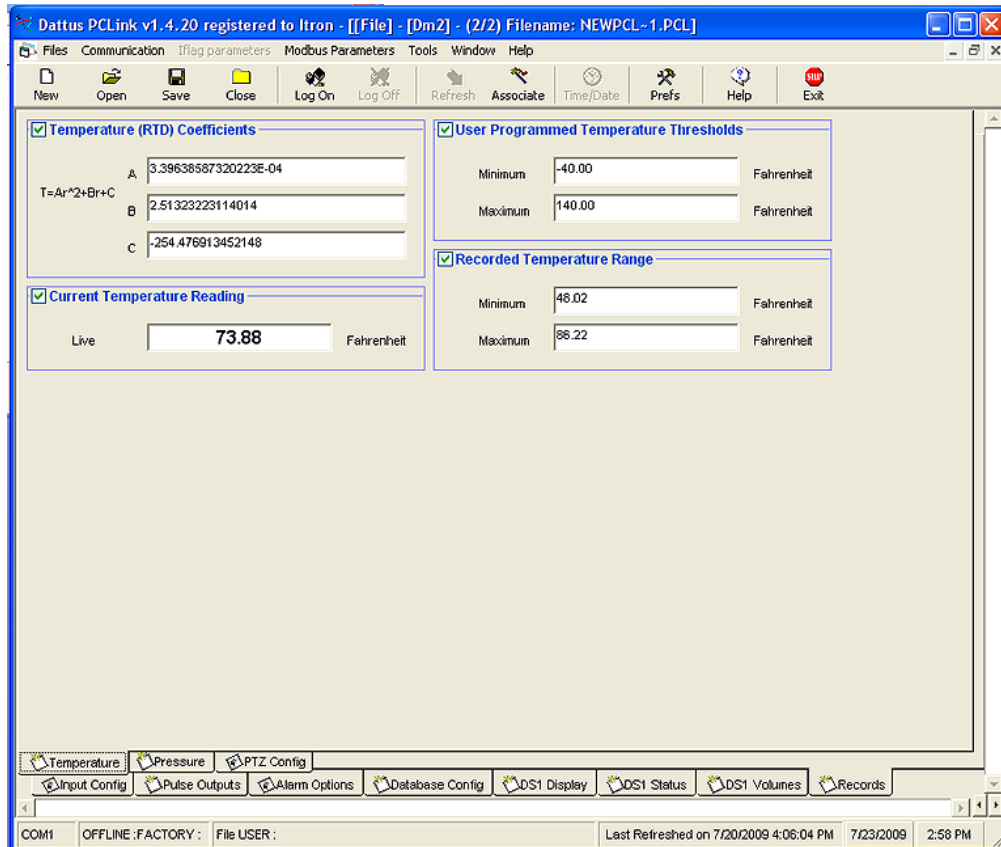 Dattus PCLink v1.4.20 registered to Itron - [[File] - [Dm2] - (2/2) Filename: NEWPCL~1.PCL]
Files Communication Iflag parameters Modbus Parameters Tools Window Help
New Open Save Close Log On Log Off Refresh Associate Time/Date Prefs Help Exit
Temperature (RTD) Coefficients
T=Ar^2+Br+C
A 3.39638587320223E-04
B 2.51323223114014
C -254.476913452148
Current Temperature Reading
Live 73.88 Fahrenheit
User Programmed Temperature Thresholds
Minimum -40.00 Fahrenheit
Maximum 140.00 Fahrenheit
Recorded Temperature Range
Minimum 48.02 Fahrenheit
Maximum 86.22 Fahrenheit
Temperature Pressure PTZ Config
Input Config Pulse Outputs Alarm Options Database Config DS1 Display DS1 Status DS1 Volumes Records
COM1 OFFLINE :FACTORY : File USER : Last Refreshed on 7/20/2009 4:06:04 PM 7/23/2009 2:58 PM